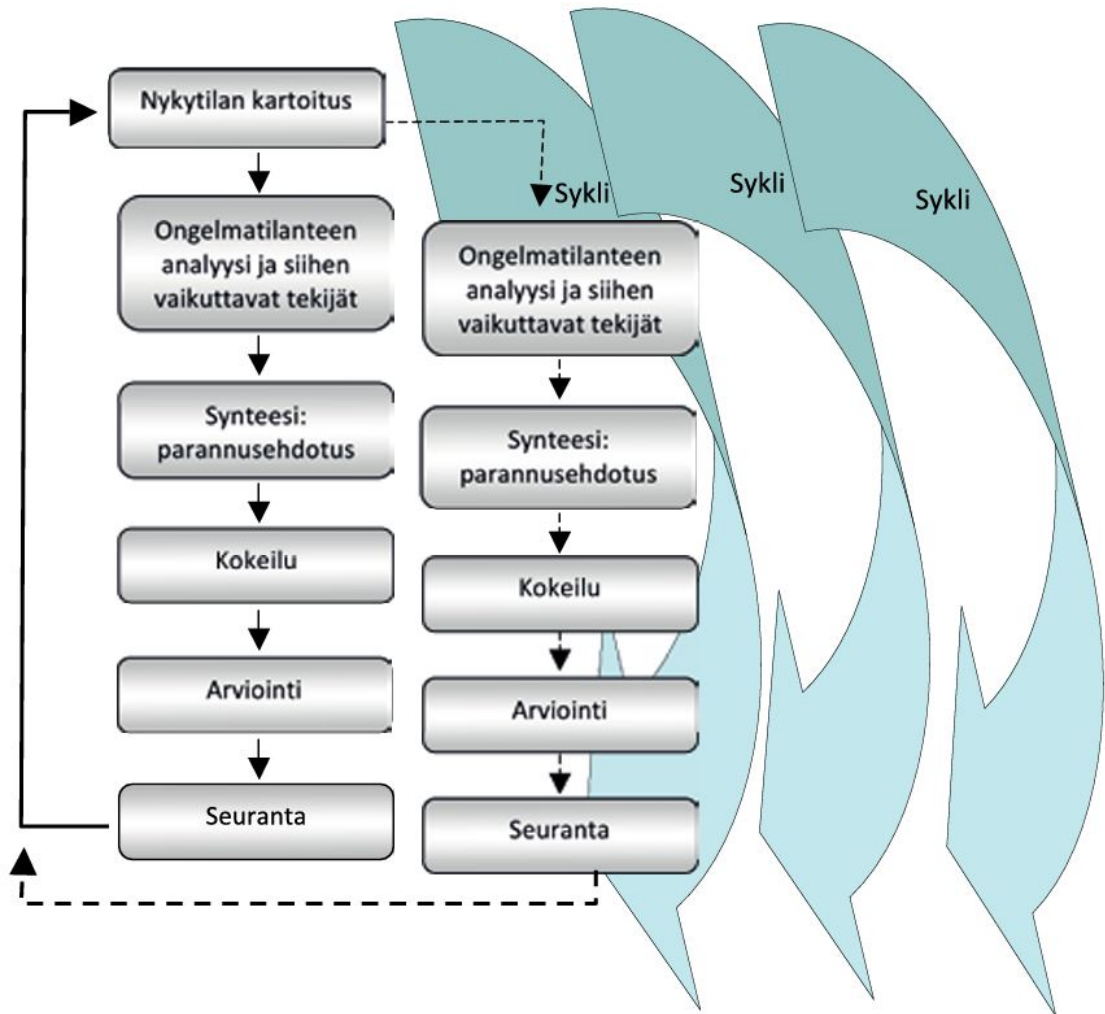 Nykytilan kartoitus
Ongelmatilanteen
analyysi ja siihen
vaikuttavat tekijät
Synteesi:
parannusehdotus
Kokeilu
Arviointi
Seuranta
Ongelmatilanteen
analyysi ja siihen
vaikuttavat tekijät
Synteesi:
parannusehdotus
Kokeilu
Arviointi
Seuranta
Sykli
Sykli
Sykli